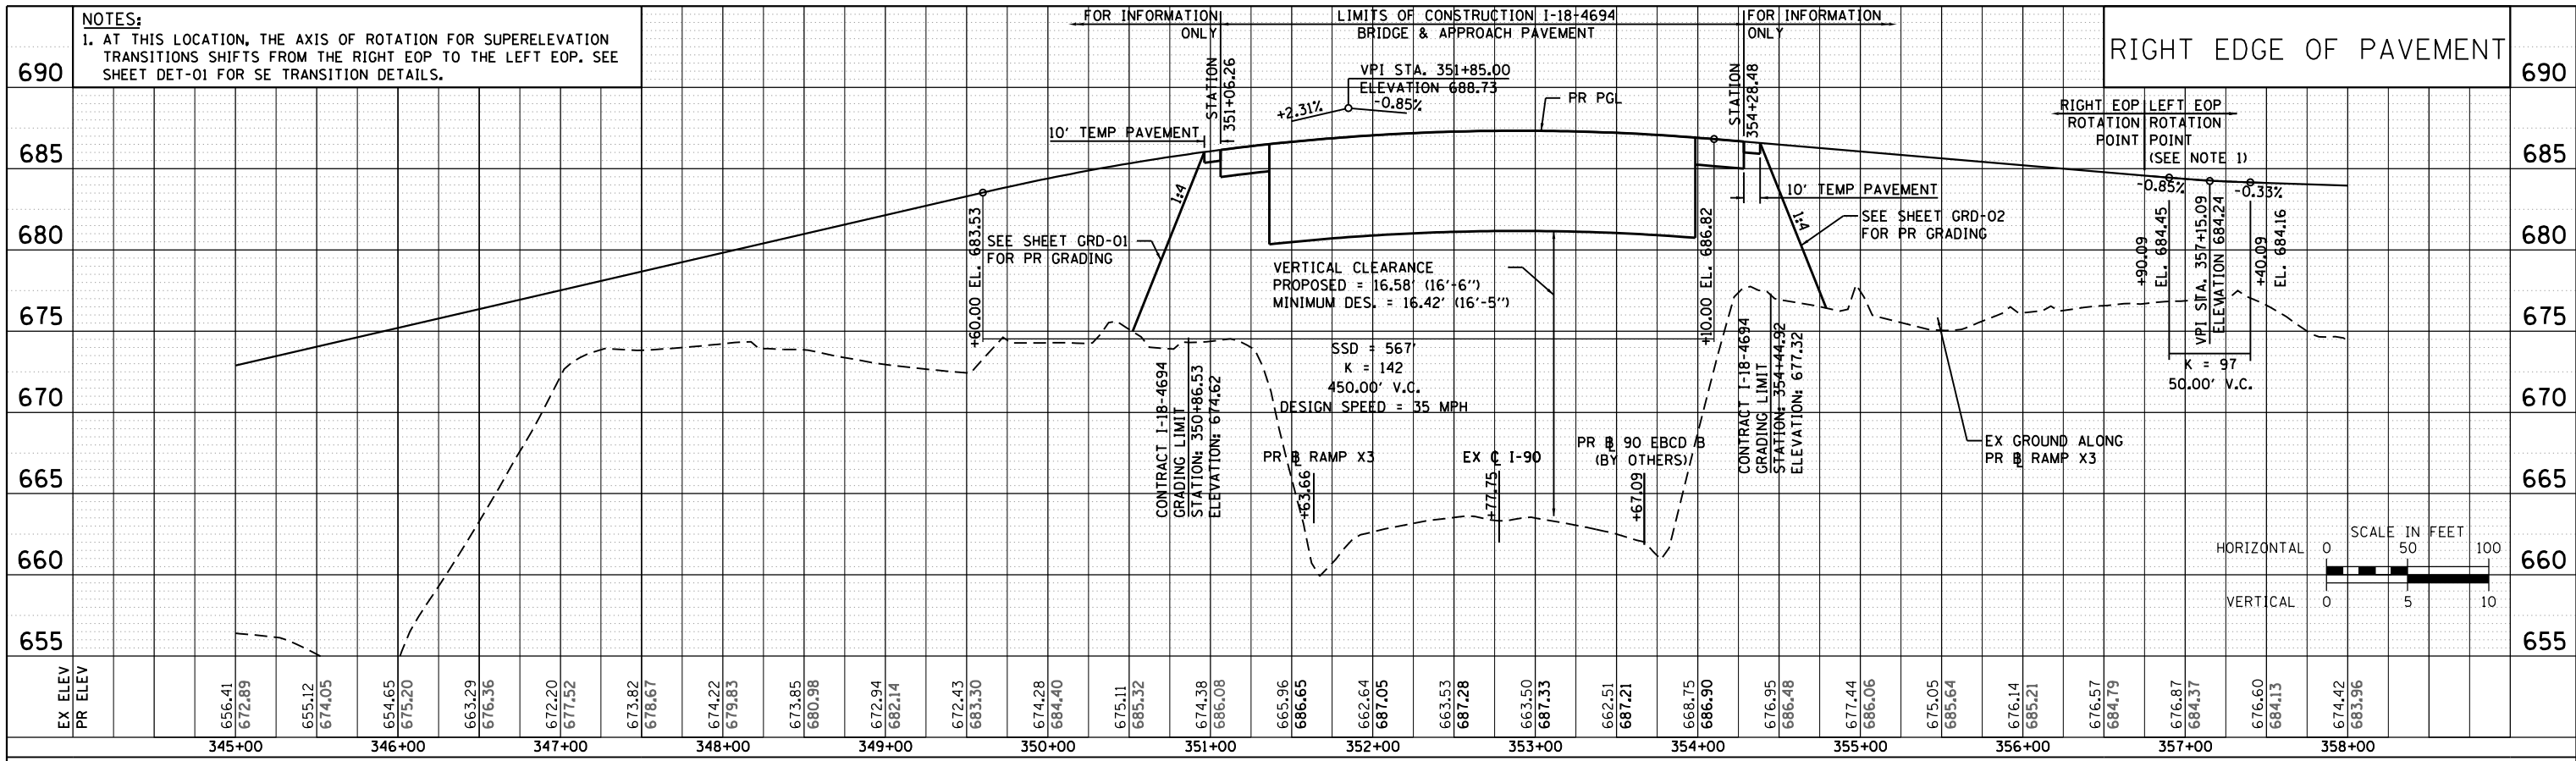 NOTES:
1. AT THIS LOCATION, THE AXIS OF ROTATION FOR SUPERELEVATION
TRANSITIONS SHIFTS FROM THE RIGHT EOP TO THE LEFT EOP. SEE
SHEET DET-01 FOR SE TRANSITION DETAILS.
FOR INFORMATION
ONLY
LIMITS OF CONSTRUCTION I-18-4694
BRIDGE & APPROACH PAVEMENT
FOR INFORMATION
ONLY
RIGHT EDGE OF PAVEMENT
690
685
680
675
670
665
660
655
690
685
680
675
670
665
660
655
STATION
351+06.26
VPI STA. 351+85.00
ELEVATION 688.73
+2.31%
-0.85%
PR PGL
STATION
354+28.48
10' TEMP PAVEMENT
10' TEMP PAVEMENT
RIGHT EOP
ROTATION
POINT
LEFT EOP
ROTATION
POINT
(SEE NOTE 1)
1:4
1:4
SEE SHEET GRD-01
FOR PR GRADING
SEE SHEET GRD-02
FOR PR GRADING
+60.00 EL. 683.53
+10.00 EL. 686.82
VERTICAL CLEARANCE
PROPOSED = 16.58' (16'-6")
MINIMUM DES. = 16.42' (16'-5")
SSD = 567'
K = 142
450.00' V.C.
DESIGN SPEED = 35 MPH
-0.85%
-0.33%
+90.09
EL. 684.45
VPI STA. 357+15.09
ELEVATION 684.24
+40.09
EL. 684.16
K = 97
50.00' V.C.
CONTRACT I-18-4694
GRADING LIMIT
STATION: 350+86.53
ELEVATION: 674.62
CONTRACT I-18-4694
GRADING LIMIT
STATION: 354+44.92
ELEVATION: 677.32
PR ⅊ RAMP X3
+63.66
EX ℄ I-90
+77.75
PR ⅊ 90 EBCD B
(BY OTHERS)
+67.09
EX GROUND ALONG
PR ⅊ RAMP X3
SCALE IN FEET
HORIZONTAL 0 50 100
VERTICAL 0 5 10
EX ELEV
PR ELEV
656.41
672.89
655.12
674.05
654.65
675.20
663.29
676.36
672.20
677.52
673.82
678.67
674.22
679.83
673.85
680.98
672.94
682.14
672.43
683.30
674.28
684.40
675.11
685.32
674.38
686.08
665.96
686.65
662.64
687.05
663.53
687.28
663.50
687.33
662.51
687.21
668.75
686.90
676.95
686.48
677.44
686.06
675.05
685.64
676.14
685.21
676.57
684.79
676.87
684.37
676.60
684.13
674.42
683.96
345+00 346+00 347+00 348+00 349+00 350+00 351+00 352+00 353+00 354+00 355+00 356+00 357+00 358+00